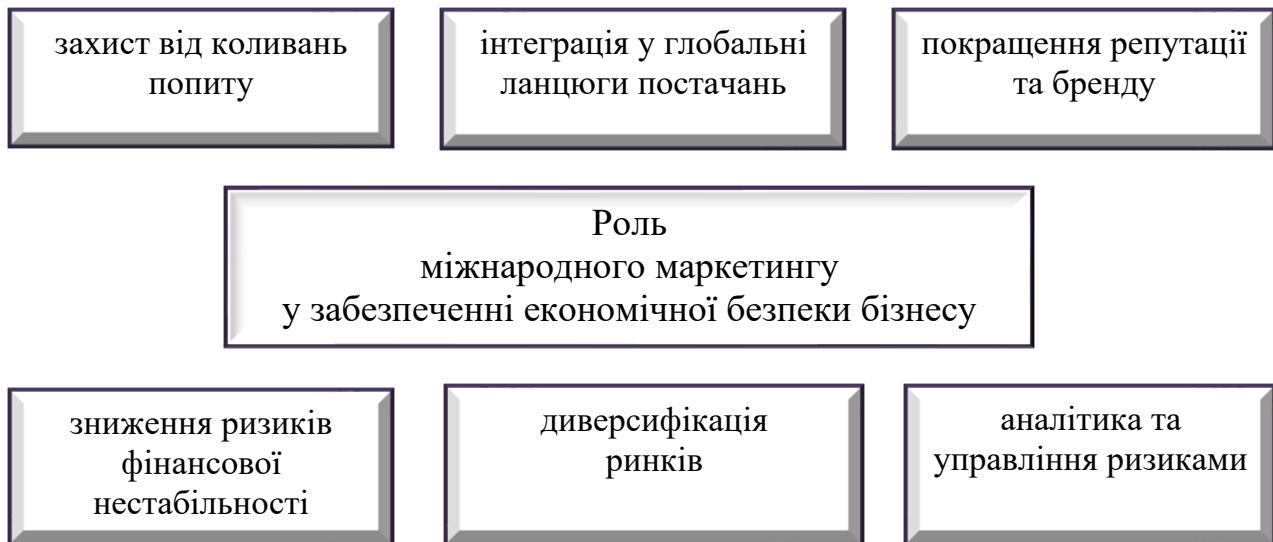 захист від коливань
попиту
інтеграція у глобальні
ланцюги постачань
покращення репутації
та бренду
Роль
міжнародного маркетингу
у забезпеченні економічної безпеки бізнесу
зниження ризиків
фінансової
нестабільності
диверсифікація
ринків
аналітика та
управління ризиками